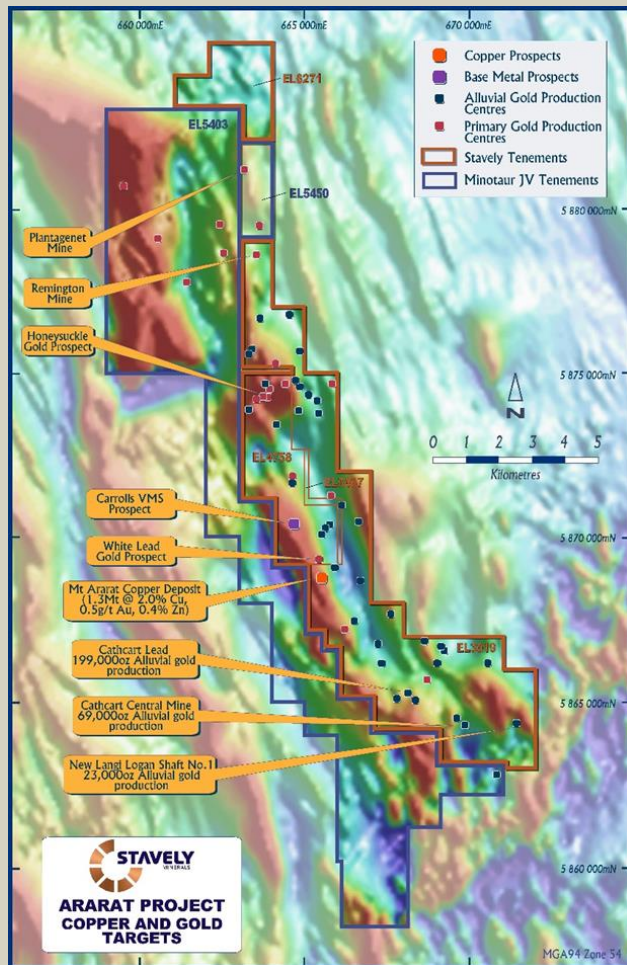 660 000mE
665 000mE
670 000mE
Copper Prospects
Base Metal Prospects
Alluvial Gold Production
Centres
Primary Gold Production
Centres
Stavely Tenements
Minotaur JV Tenements
EL6271
EL5403
EL5450
5 880 000mN
Plantagenet
Mine
Remington
Mine
Honeysuckle
Gold Prospect
5 875 000mN
N
0 1 2 3 4 5
Kilometres
EL4758
Carrolls VMS
Prospect
5 870 000mN
White Lead
Gold Prospect
Mt Ararat Copper Deposit
(1.3Mt @ 2.0% Cu,
0.5g/t Au, 0.4% Zn)
Cathcart Lead
199,000oz Alluvial gold
production
Cathcart Central Mine
69,000oz Alluvial gold
production
5 865 000mN
New Langi Logan Shaft No.1
23,000oz Alluvial gold
production
5 860 000mN
STAVELY
MINERALS
ARARAT PROJECT
COPPER AND GOLD
TARGETS
MGA94 Zone 54